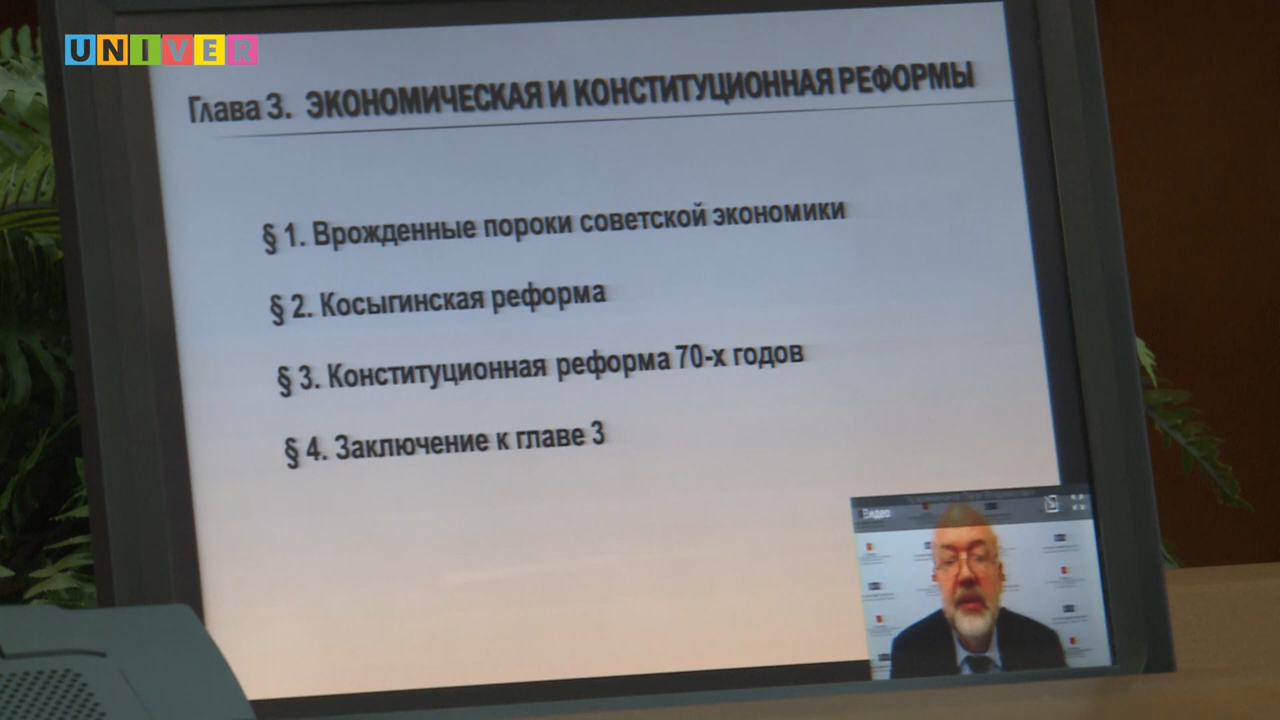 UNIVER
Глава 3. ЭКОНОМИЧЕСКАЯ И КОНСТИТУЦИОННАЯ РЕФОРМЫ
§ 1. Врожденные пороки советской экономики
§ 2. Косыгинская реформа
§ 3. Конституционная реформа 70-х годов
§ 4. Заключение к главе 3
Видео